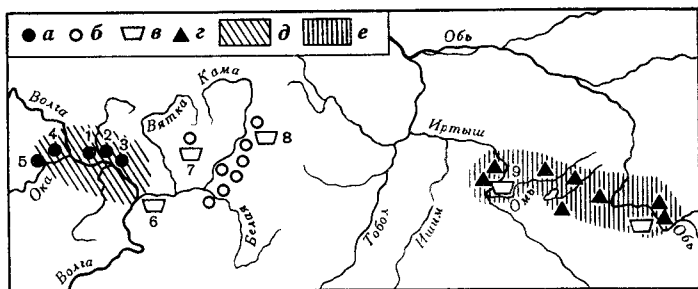 а б в г д е
Обь
Кама
Волга
Вятка
Иртыш
4 1 2 3 5
8
7
9
Ока
Омь
6
Белая
Тобол
Ишим
Обь
Волга